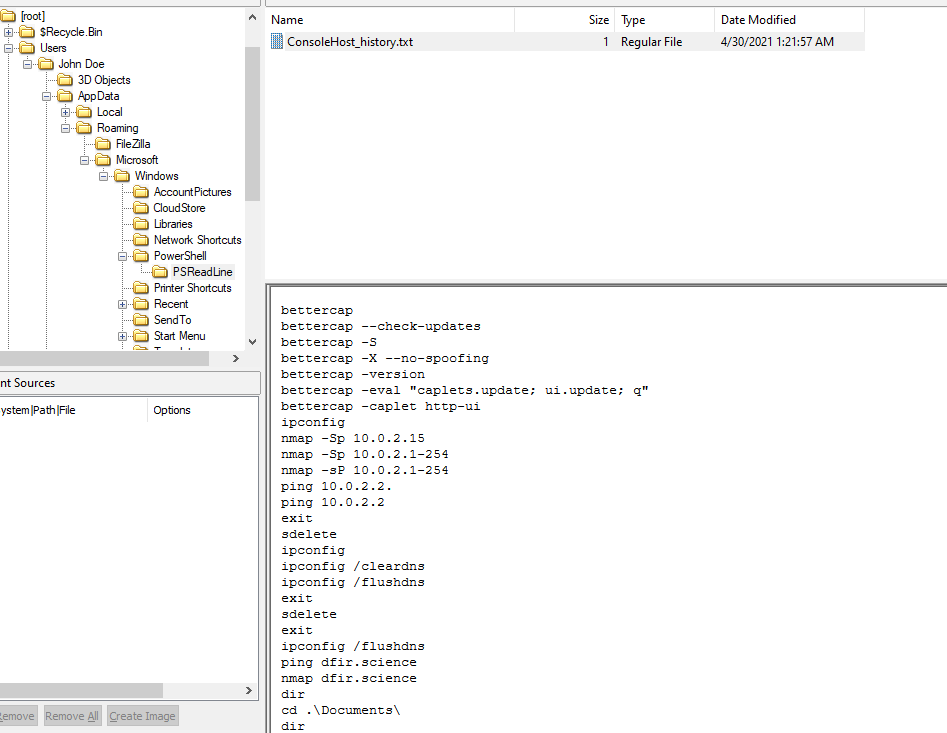 [root]
$Recycle.Bin
Users
John Doe
3D Objects
AppData
Local
Roaming
FileZilla
Microsoft
Windows
AccountPictures
CloudStore
Libraries
Network Shortcuts
PowerShell
PSReadLine
Printer Shortcuts
Recent
SendTo
Start Menu
nt Sources
ystem|Path|File Options
emove Remove All Create Image
Name Size Type Date Modified
ConsoleHost_history.txt 1 Regular File 4/30/2021 1:21:57 AM
bettercap
bettercap --check-updates
bettercap -S
bettercap -X --no-spoofing
bettercap -version
bettercap -eval "caplets.update; ui.update; q"
bettercap -caplet http-ui
ipconfig
nmap -Sp 10.0.2.15
nmap -Sp 10.0.2.1-254
nmap -sP 10.0.2.1-254
ping 10.0.2.2.
ping 10.0.2.2
exit
sdelete
ipconfig
ipconfig /cleardns
ipconfig /flushdns
exit
sdelete
exit
ipconfig /flushdns
ping dfir.science
nmap dfir.science
dir
cd .\Documents\
dir